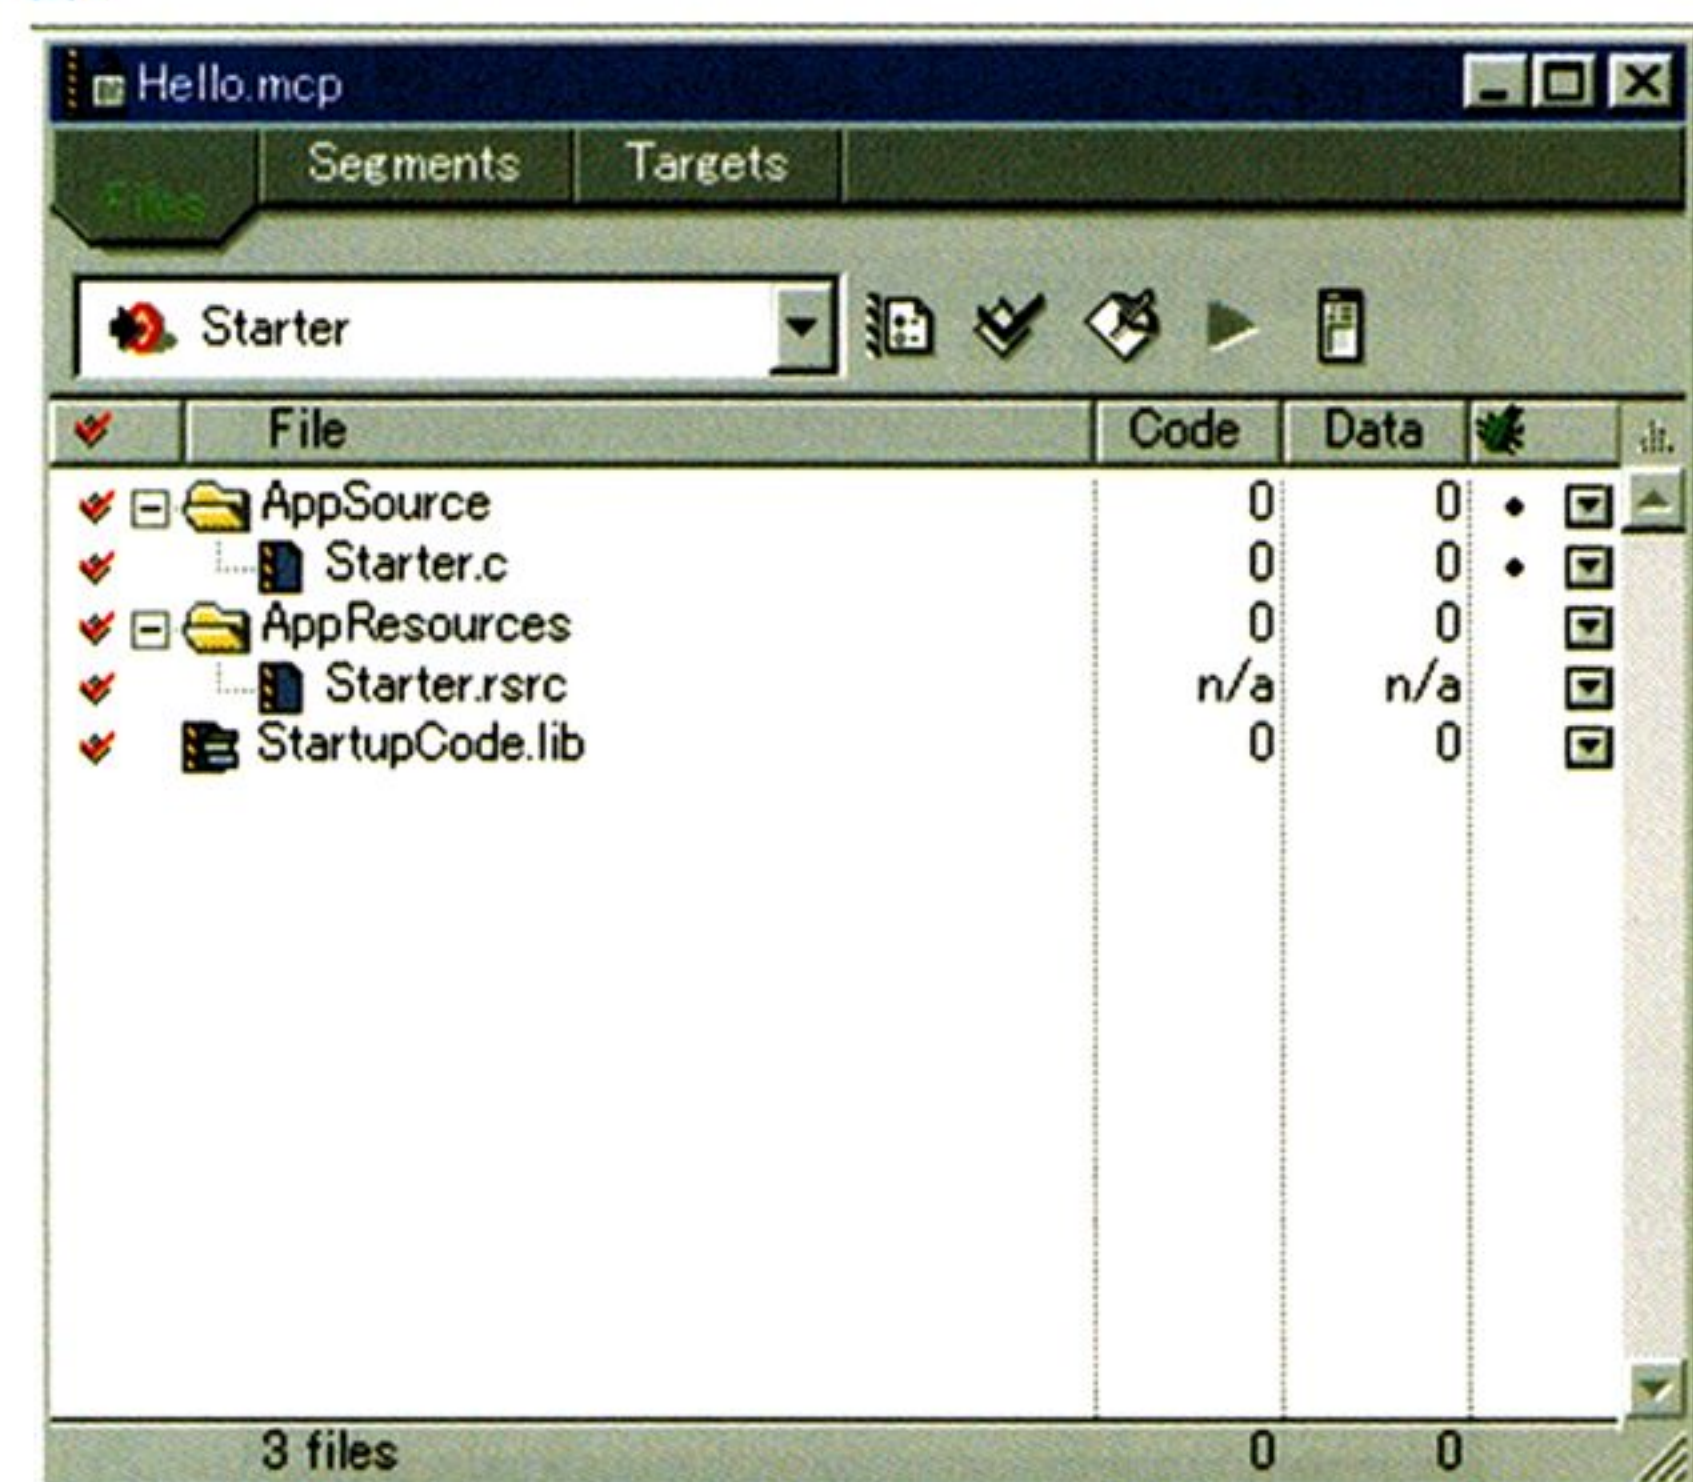 Hello.mcp
Files Segments Targets
Starter
File Code Data
AppSource 0 0
Starter.c 0 0
AppResources 0 0
Starter.rsrc n/a n/a
StartupCode.lib 0 0
3 files 0 0